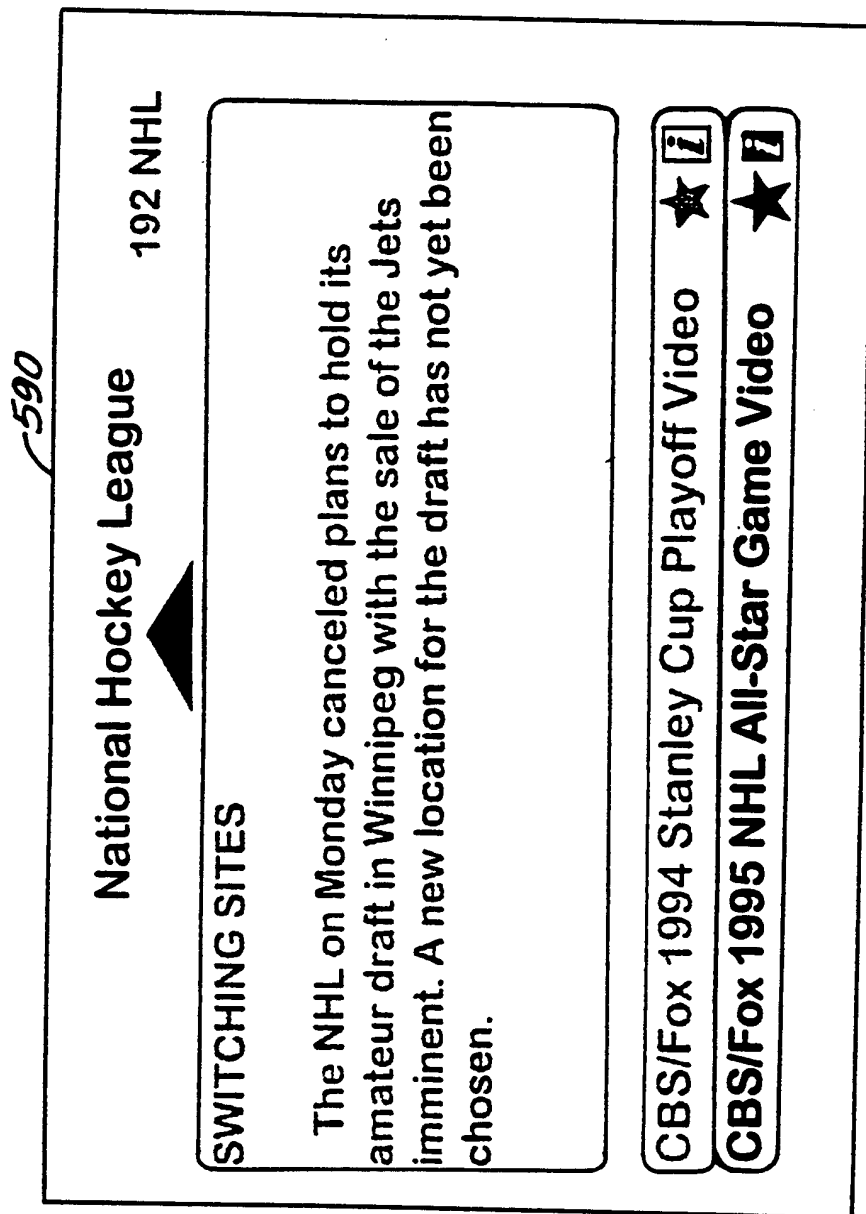 590
National Hockey League
192 NHL
SWITCHING SITES
The NHL on Monday canceled plans to hold its
amateur draft in Winnipeg with the sale of the Jets
imminent. A new location for the draft has not yet been
chosen.
CBS/Fox 1994 Stanley Cup Playoff Video i
CBS/Fox 1995 NHL All-Star Game Video i